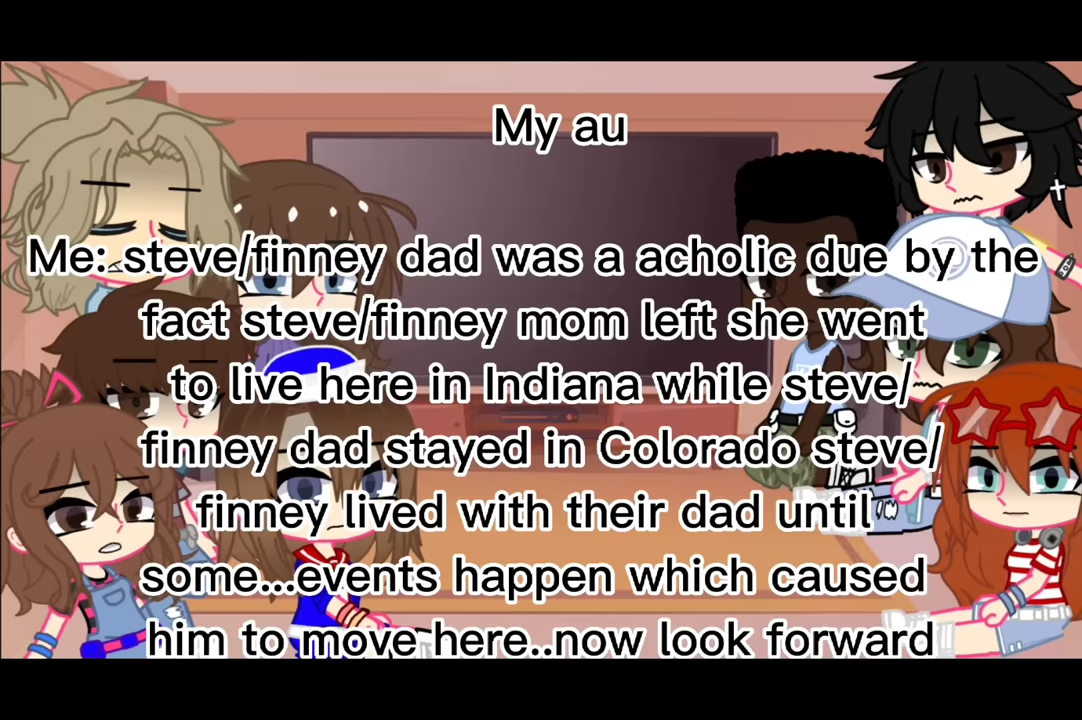 My au
Me: steve/finney dad was a acholic due by the
fact steve/finney mom left she went
to live here in Indiana while steve/
finney dad stayed in Colorado steve/
finney lived with their dad until
some...events happen which caused
him to move here..now look forward